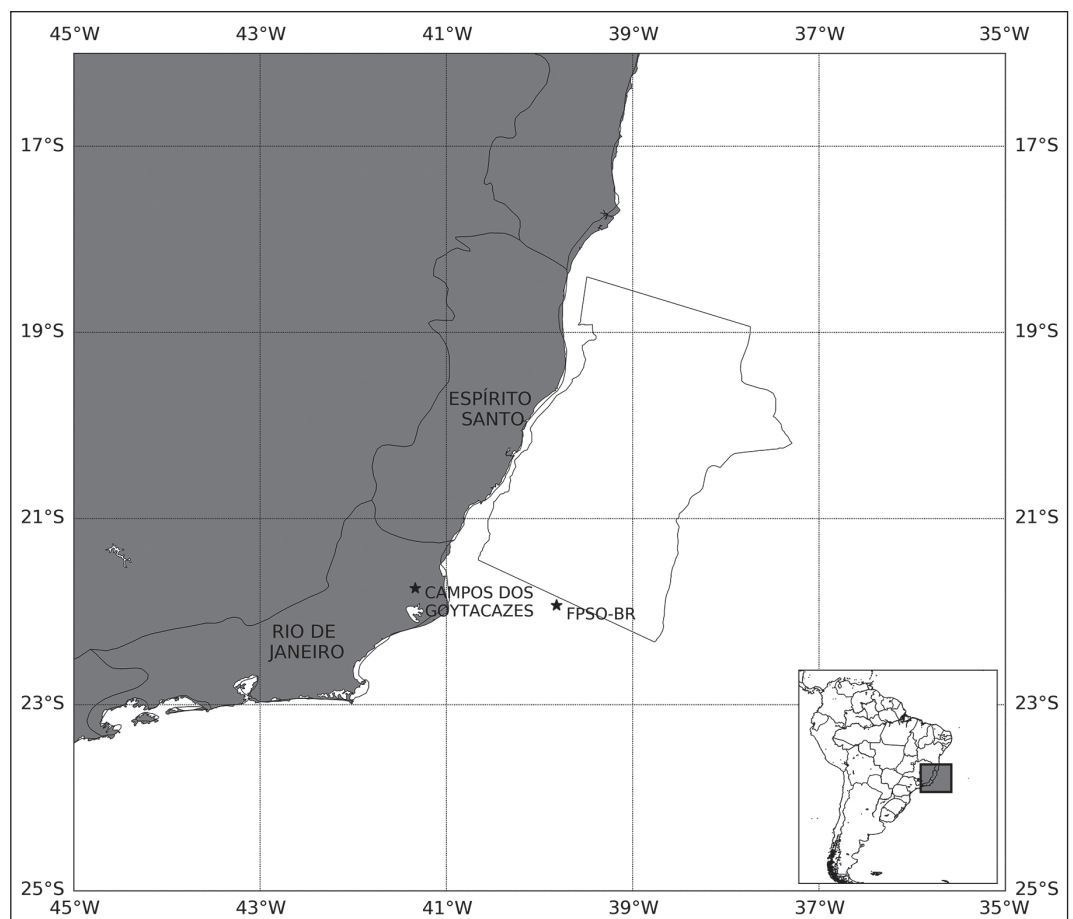 45°W 43°W 41°W 39°W 37°W 35°W
17°S 17°S
19°S 19°S
ESPÍRITO
SANTO
21°S 21°S
CAMPOS DOS
GOYTACAZES
FPSO-BR
RIO DE
JANEIRO
23°S 23°S
25°S 25°S
45°W 43°W 41°W 39°W 37°W 35°W